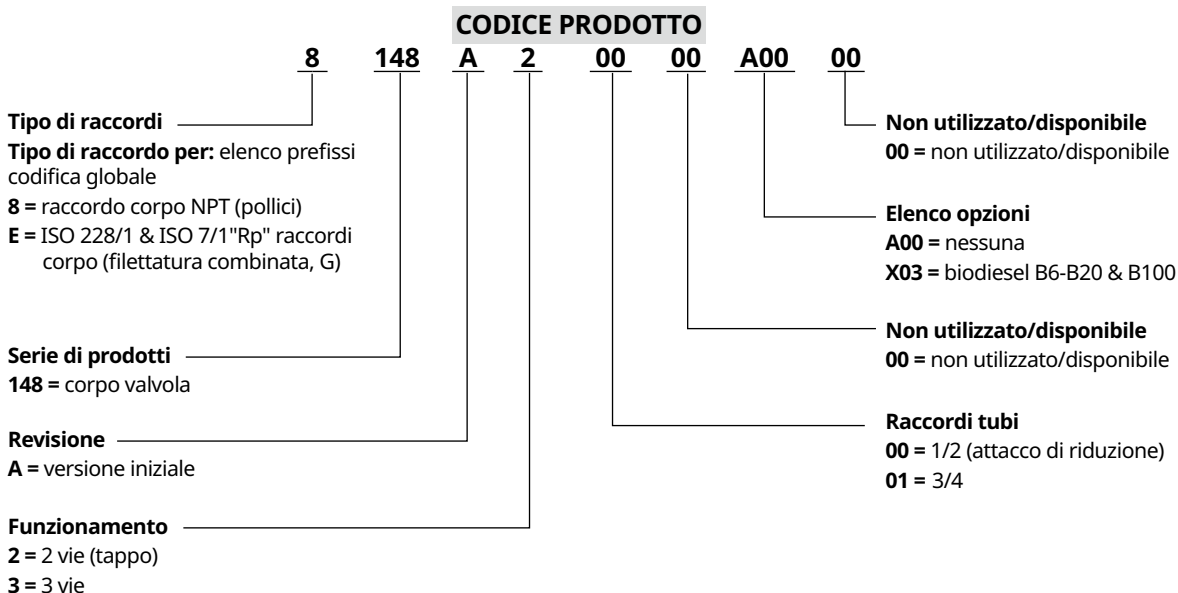 CODICE PRODOTTO
8 148 A 2 00 00 A00 00
Tipo di raccordi
Tipo di raccordo per: elenco prefissi
codifica globale
8 = raccordo corpo NPT (pollici)
E = ISO 228/1 & ISO 7/1"Rp" raccordi
corpo (filettatura combinata, G)
Serie di prodotti
148 = corpo valvola
Revisione
A = versione iniziale
Funzionamento
2 = 2 vie (tappo)
3 = 3 vie
Non utilizzato/disponibile
00 = non utilizzato/disponibile
Elenco opzioni
A00 = nessuna
X03 = biodiesel B6-B20 & B100
Non utilizzato/disponibile
00 = non utilizzato/disponibile
Raccordi tubi
00 = 1/2 (attacco di riduzione)
01 = 3/4